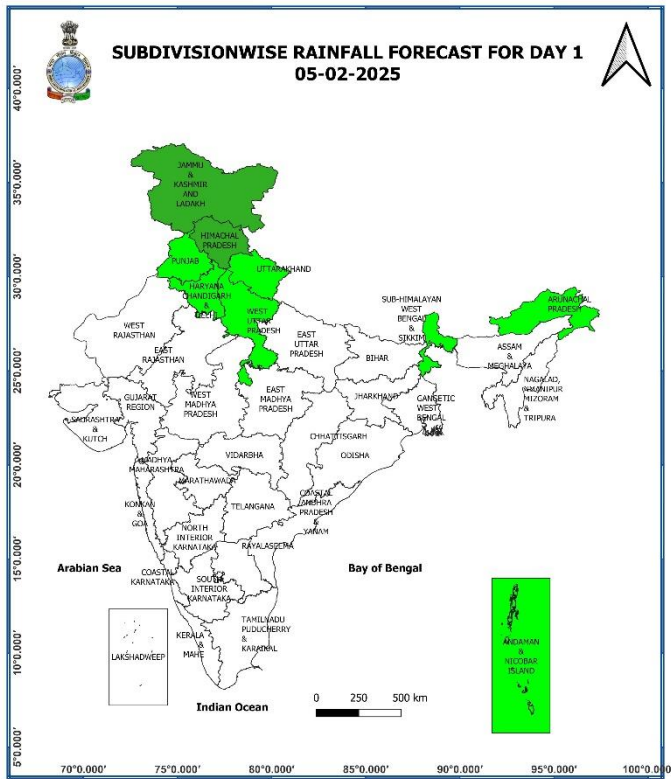 SUBDIVISIONWISE RAINFALL FORECAST FOR DAY 1
05-02-2025
40°0.000'
35°0.000'
30°0.000'
25°0.000'
20°0.000'
15°0.000'
10°0.000'
5°0.000'
JAMMU
&
KASHMIR
AND
LADAKH
HIMACHAL
PRADESH
PUNJAB
UTTARAKHAND
HARYANA
CHANDIGARH
&
DELHI
WEST
UTTAR
PRADESH
SUB-HIMALAYAN
WEST
BENGAL
&
SIKKIM
ARUNACHAL
PRADESH
WEST
RAJASTHAN
EAST
RAJASTHAN
EAST
UTTAR
PRADESH
BIHAR
ASSAM
&
MEGHALAYA
NAGALAD,
MANIPUR
MIZORAM
&
TRIPURA
GUJARAT
REGION
WEST
MADHYA
PRADESH
EAST
MADHYA
PRADESH
JHARKHAND
GANGETIC
WEST
BENGAL
SAURASHTRA
&
KUTCH
CHHATTISGARH
ODISHA
VIDARBHA
MADHYA
MAHARASHTRA
MARATHAWADA
TELANGANA
COASTAL
ANDHRA
PRADESH
&
YANAM
KONKAN
&
GOA
NORTH
INTERIOR
KARNATAKA
RAYALASEEMA
Arabian Sea
Bay of Bengal
COASTAL
KARNATAKA
SOUTH
INTERIOR
KARNATAKA
LAKSHADWEEP
KERALA
&
MAHE
TAMILNADU
PUDUCHERRY
&
KARAIKAL
ANDAMAN
&
NICOBAR
ISLAND
Indian Ocean
0 250 500 km
70°0.000' 75°0.000' 80°0.000' 85°0.000' 90°0.000' 95°0.000' 100°0.000'